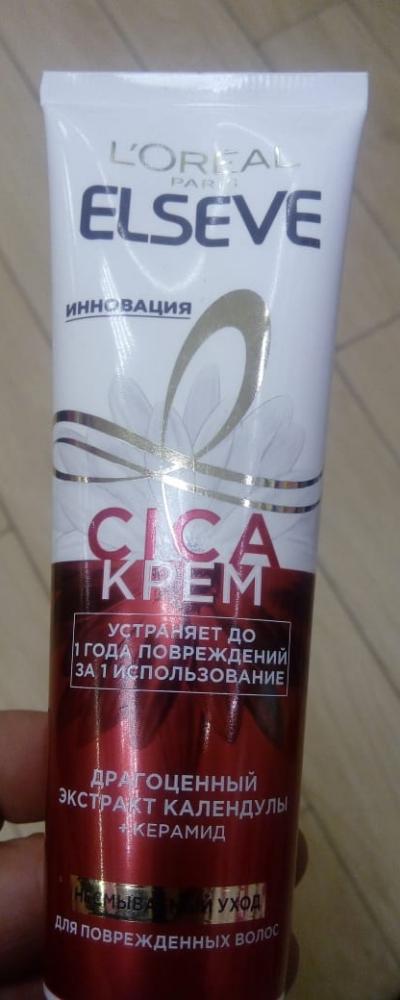 L'ORÉAL
PARIS
ELSEVE
ИННОВАЦИЯ
CICA
КРЕМ
УСТРАНЯЕТ ДО
1 ГОДА ПОВРЕЖДЕНИЙ
ЗА 1 ИСПОЛЬЗОВАНИЕ
ДРАГОЦЕННЫЙ
ЭКСТРАКТ КАЛЕНДУЛЫ
+ КЕРАМИД
НЕСМЫВАЕМЫЙ УХОД
ДЛЯ ПОВРЕЖДЕННЫХ ВОЛОС